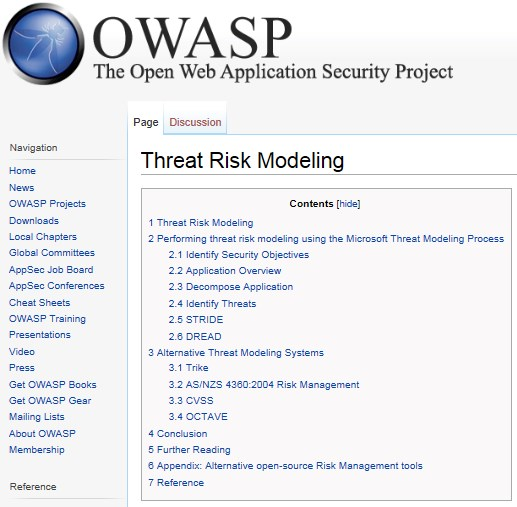 OWASP
The Open Web Application Security Project
Page Discussion
Navigation
Home
News
OWASP Projects
Downloads
Local Chapters
Global Committees
AppSec Job Board
AppSec Conferences
Cheat Sheets
OWASP Training
Presentations
Video
Press
Get OWASP Books
Get OWASP Gear
Mailing Lists
About OWASP
Membership
Reference
Threat Risk Modeling
Contents [hide]
1 Threat Risk Modeling
2 Performing threat risk modeling using the Microsoft Threat Modeling Process
2.1 Identify Security Objectives
2.2 Application Overview
2.3 Decompose Application
2.4 Identify Threats
2.5 STRIDE
2.6 DREAD
3 Alternative Threat Modeling Systems
3.1 Trike
3.2 AS/NZS 4360:2004 Risk Management
3.3 CVSS
3.4 OCTAVE
4 Conclusion
5 Further Reading
6 Appendix: Alternative open-source Risk Management tools
7 Reference